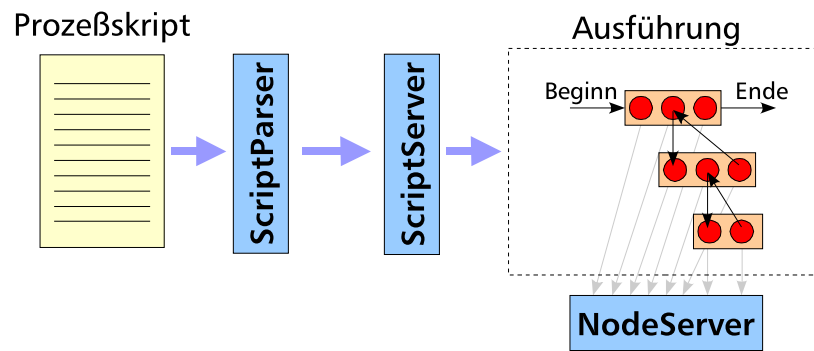 Prozeßskript
ScriptParser
ScriptServer
Ausführung
Beginn
Ende
NodeServer